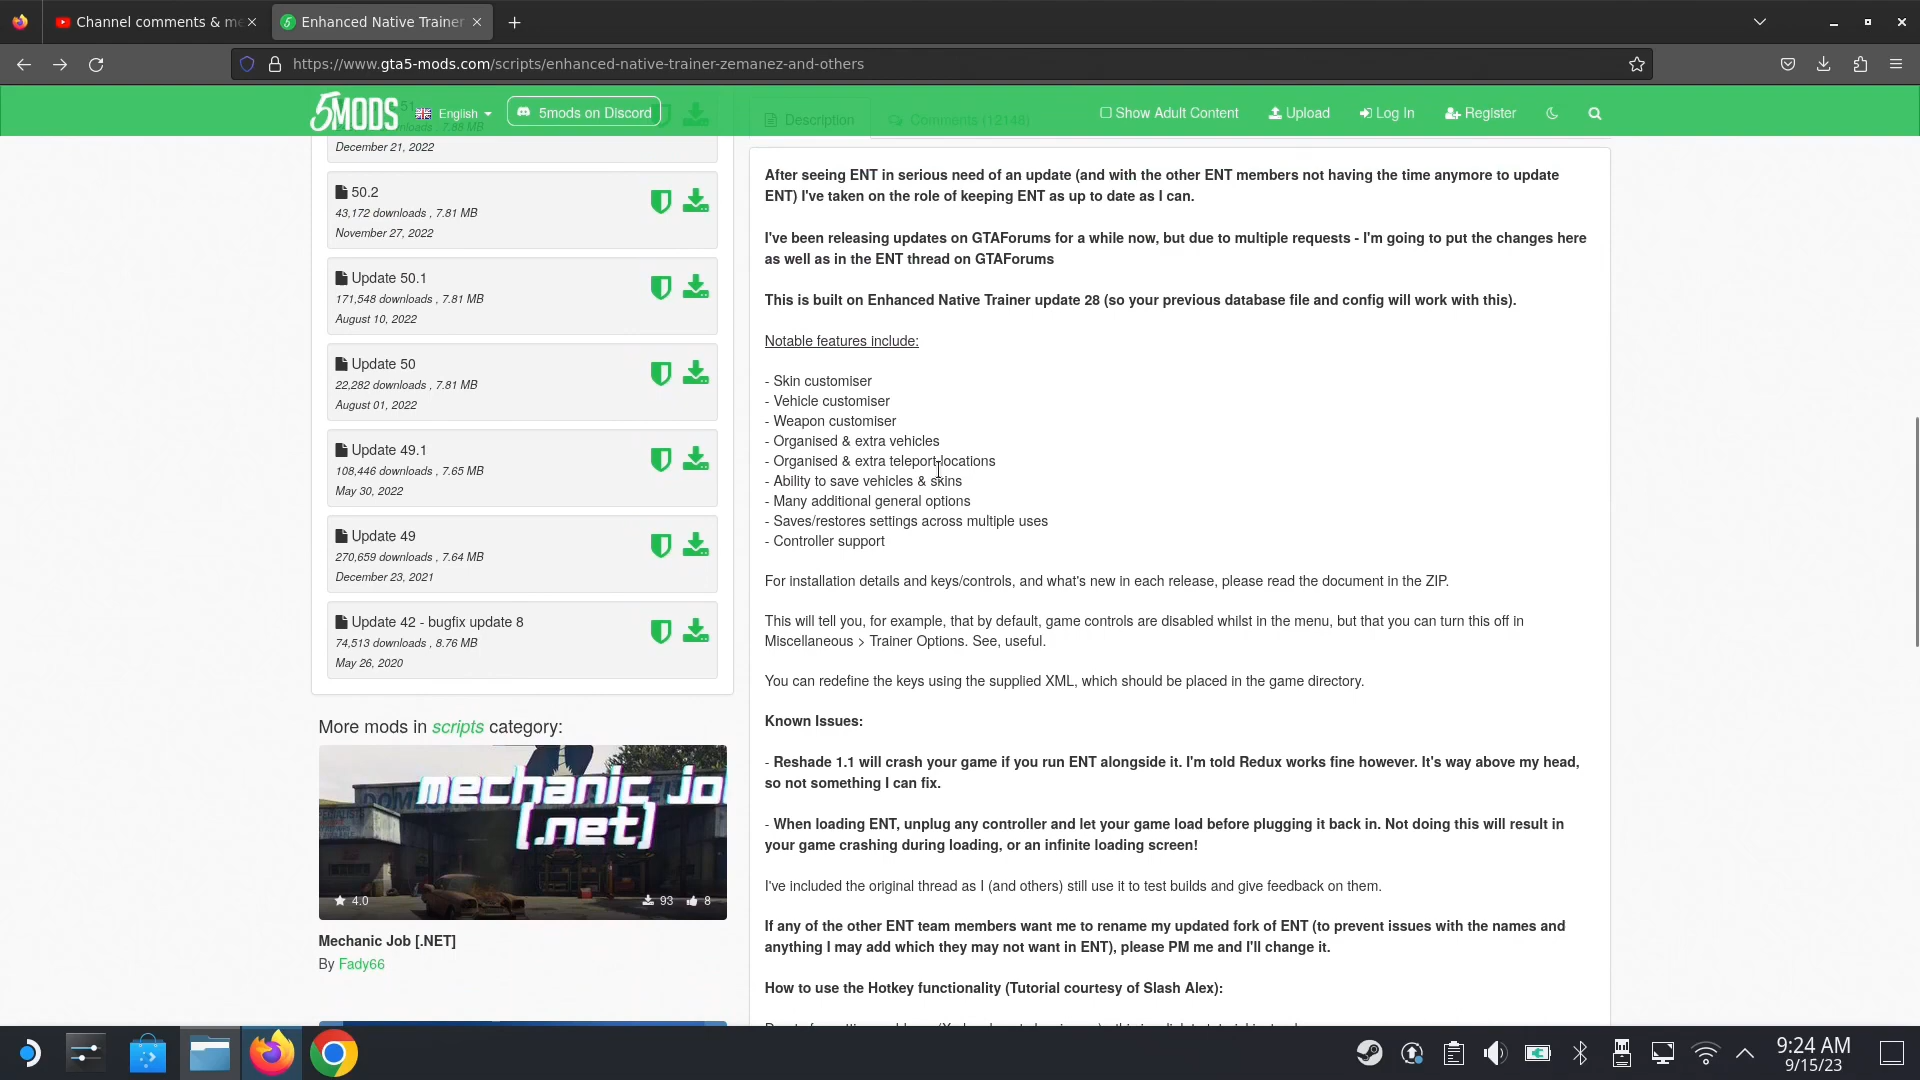 Channel comments & me
Enhanced Native Trainer
https://www.gta5-mods.com/scripts/enhanced-native-trainer-zemanez-and-others
5MODS
English
5mods on Discord
Show Adult Content
Upload
Log In
Register
Description
Comments (12148)
December 21, 2022
50.2
43,172 downloads , 7.81 MB
November 27, 2022
Update 50.1
171,548 downloads , 7.81 MB
August 10, 2022
Update 50
22,282 downloads , 7.81 MB
August 01, 2022
Update 49.1
108,446 downloads , 7.65 MB
May 30, 2022
Update 49
270,659 downloads , 7.64 MB
December 23, 2021
Update 42 - bugfix update 8
74,513 downloads , 8.76 MB
May 26, 2020
More mods in scripts category:
mechanic jo
[.net]
4.0
93
8
Mechanic Job [.NET]
By Fady66
After seeing ENT in serious need of an update (and with the other ENT members not having the time anymore to update
ENT) I've taken on the role of keeping ENT as up to date as I can.
I've been releasing updates on GTAForums for a while now, but due to multiple requests - I'm going to put the changes here
as well as in the ENT thread on GTAForums
This is built on Enhanced Native Trainer update 28 (so your previous database file and config will work with this).
Notable features include:
- Skin customiser
- Vehicle customiser
- Weapon customiser
- Organised & extra vehicles
- Organised & extra teleport locations
- Ability to save vehicles & skins
- Many additional general options
- Saves/restores settings across multiple uses
- Controller support
For installation details and keys/controls, and what's new in each release, please read the document in the ZIP.
This will tell you, for example, that by default, game controls are disabled whilst in the menu, but that you can turn this off in
Miscellaneous > Trainer Options. See, useful.
You can redefine the keys using the supplied XML, which should be placed in the game directory.
Known Issues:
- Reshade 1.1 will crash your game if you run ENT alongside it. I'm told Redux works fine however. It's way above my head,
so not something I can fix.
- When loading ENT, unplug any controller and let your game load before plugging it back in. Not doing this will result in
your game crashing during loading, or an infinite loading screen!
I've included the original thread as I (and others) still use it to test builds and give feedback on them.
If any of the other ENT team members want me to rename my updated fork of ENT (to prevent issues with the names and
anything I may add which they may not want in ENT), please PM me and I'll change it.
How to use the Hotkey functionality (Tutorial courtesy of Slash Alex):
9:24 AM
9/15/23